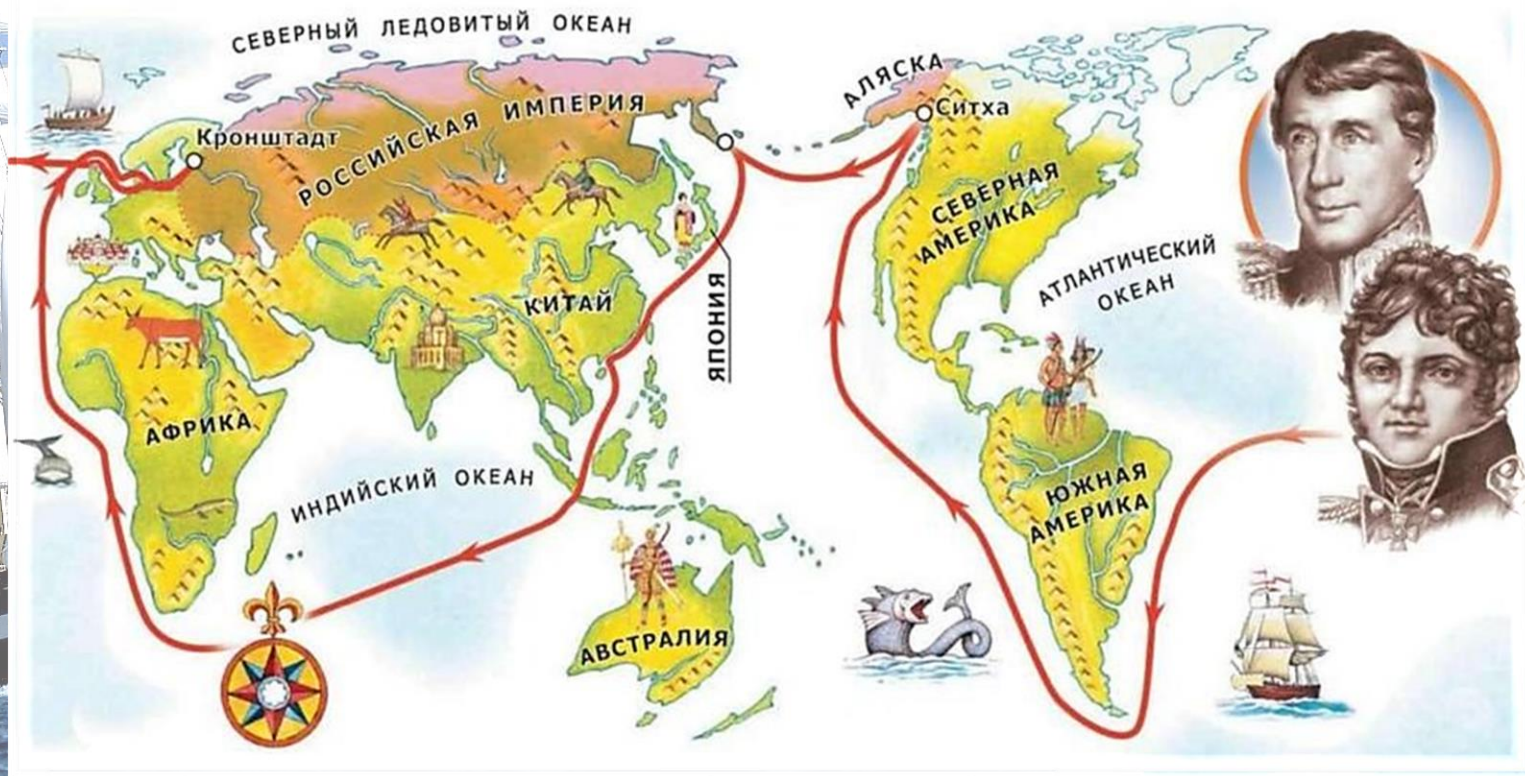 СЕВЕРНЫЙ ЛЕДОВИТЫЙ ОКЕАН
АЛЯСКА
Ситха
Кронштадт
РОССИЙСКАЯ ИМПЕРИЯ
СЕВЕРНАЯ
АМЕРИКА
АТЛАНТИЧЕСКИЙ
ОКЕАН
КИТАЙ
ЯПОНИЯ
АФРИКА
ИНДИЙСКИЙ ОКЕАН
ЮЖНАЯ
АМЕРИКА
АВСТРАЛИЯ